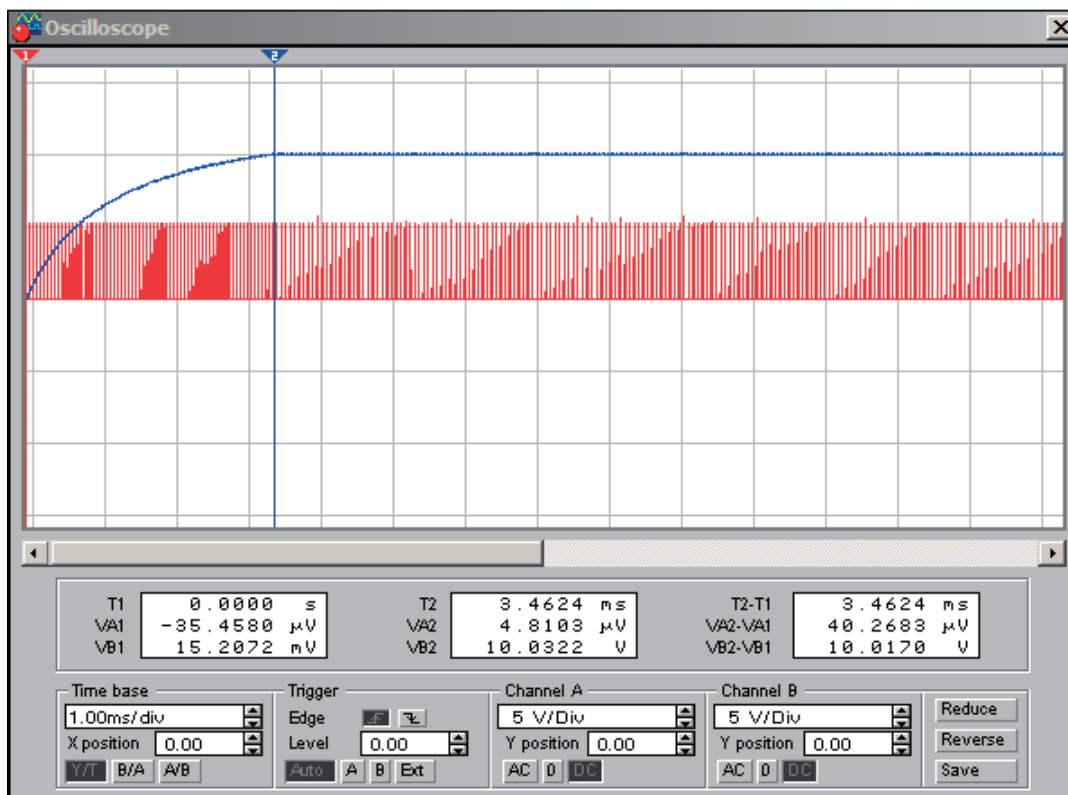 Oscilloscope
1 2
T1 0.0000 s T2 3.4624 ms T2-T1 3.4624 ms
VA1 -35.4580 µV VA2 4.8103 µV VA2-VA1 40.2683 µV
VB1 15.2072 mV VB2 10.0322 V VB2-VB1 10.0170 V
Time base Trigger Channel A Channel B
1.00ms/div Edge 5 V/Div 5 V/Div Reduce
X position 0.00 Level 0.00 Y position 0.00 Y position 0.00 Reverse
Y/T B/A A/B Auto A B Ext AC 0 DC AC 0 DC Save